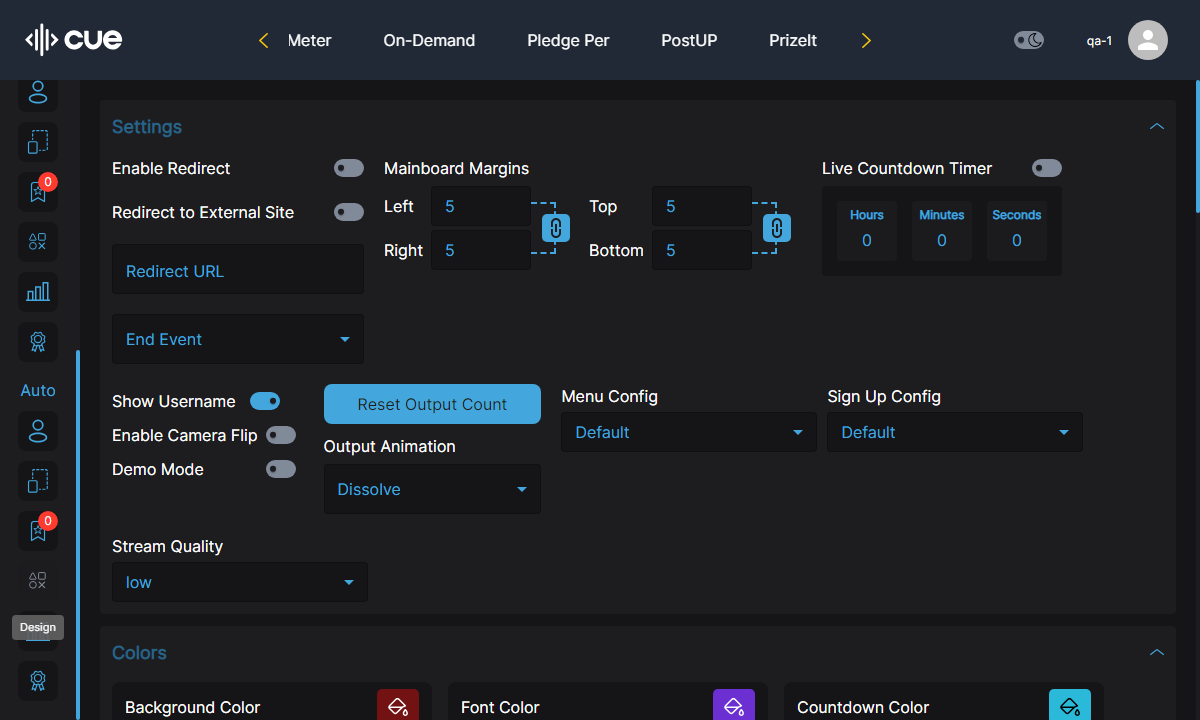 cue
Meter
On-Demand
Pledge Per
PostUP
PrizeIt
qa-1
0
Auto
0
Design
Settings
Enable Redirect
Redirect to External Site
Redirect URL
End Event
Mainboard Margins
Left 5
Right 5
Top 5
Bottom 5
Live Countdown Timer
Hours Minutes Seconds
0 0 0
Show Username
Enable Camera Flip
Demo Mode
Reset Output Count
Output Animation
Dissolve
Menu Config
Default
Sign Up Config
Default
Stream Quality
low
Colors
Background Color
Font Color
Countdown Color